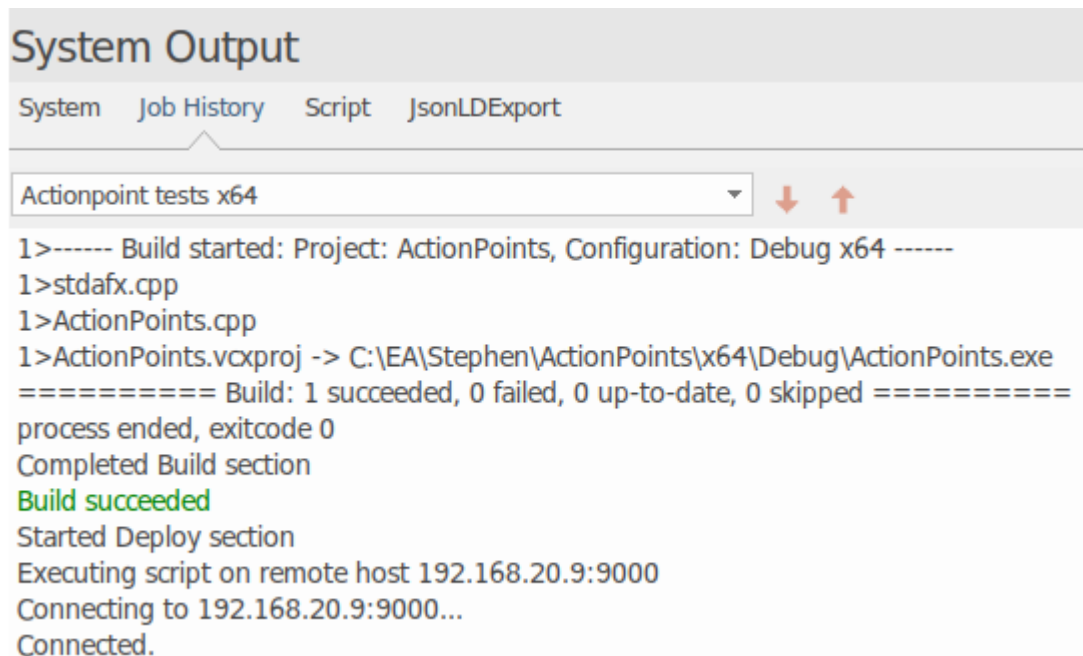 System Output
System Job History Script JsonLDExport
Actionpoint tests x64
1>------ Build started: Project: ActionPoints, Configuration: Debug x64 ------
1>stdafx.cpp
1>ActionPoints.cpp
1>ActionPoints.vcxproj -> C:\EA\Stephen\ActionPoints\x64\Debug\ActionPoints.exe
========== Build: 1 succeeded, 0 failed, 0 up-to-date, 0 skipped ==========
process ended, exitcode 0
Completed Build section
Build succeeded
Started Deploy section
Executing script on remote host 192.168.20.9:9000
Connecting to 192.168.20.9:9000...
Connected.